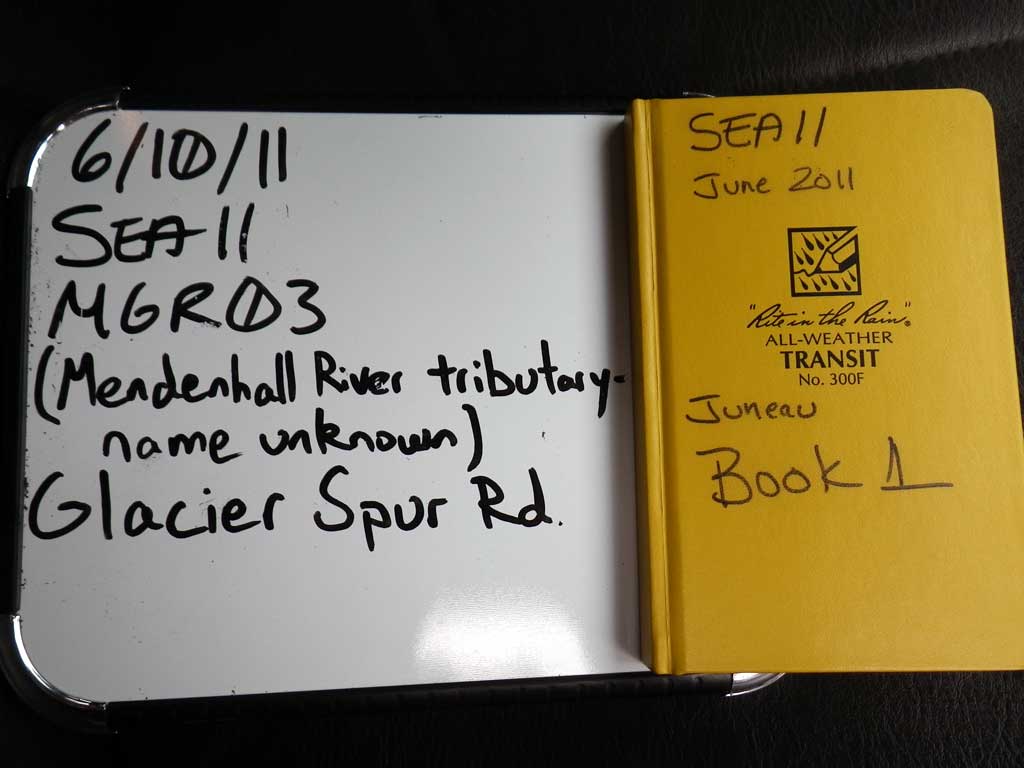 6/10/11
SEA11
MGR03
(Mendenhall River tributary-
name unknown)
Glacier Spur Rd.
SEA11
June 2011
"Rite in the Rain"®
ALL-WEATHER
TRANSIT
No. 300F
Juneau
Book 1